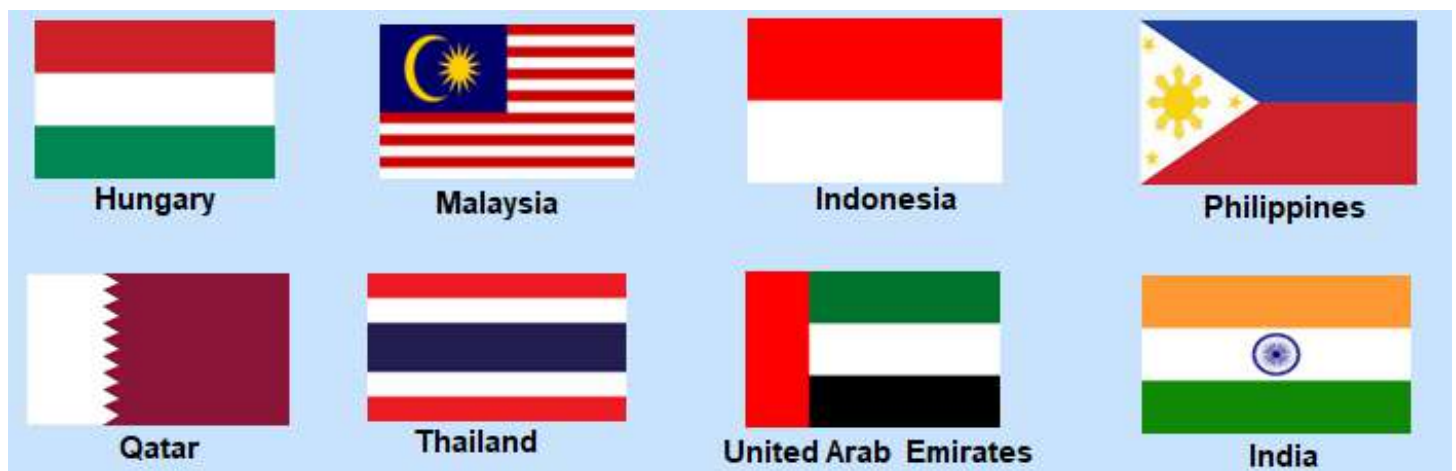 Hungary
Malaysia
Indonesia
Philippines
Qatar
Thailand
United Arab Emirates
India